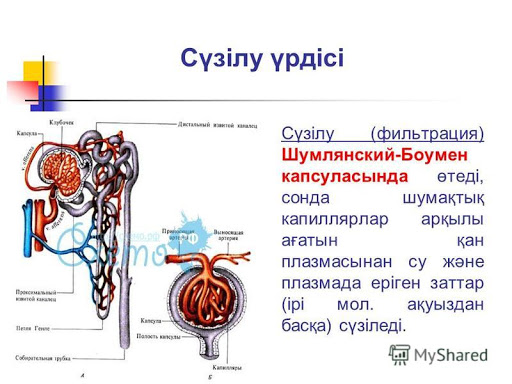 Сүзілу үрдісі
Сүзілу (фильтрация)
Шумлянский-Боумен
капсуласында өтеді,
сонда шумақтық
капиллярлар арқылы
ағатын қан
плазмасынан су және
плазмада еріген заттар
(ірі мол. ақуыздан
басқа) сүзіледі.
Клубочек
Капсула
Дистальный извитой каналец
Приносящая артерия
Выносящая
артерия
Проксимальный
извитой каналец
Петля Генле
Собирательная трубка
Капсула
Полость капсулы
Капилляры
А
Б
MyShared